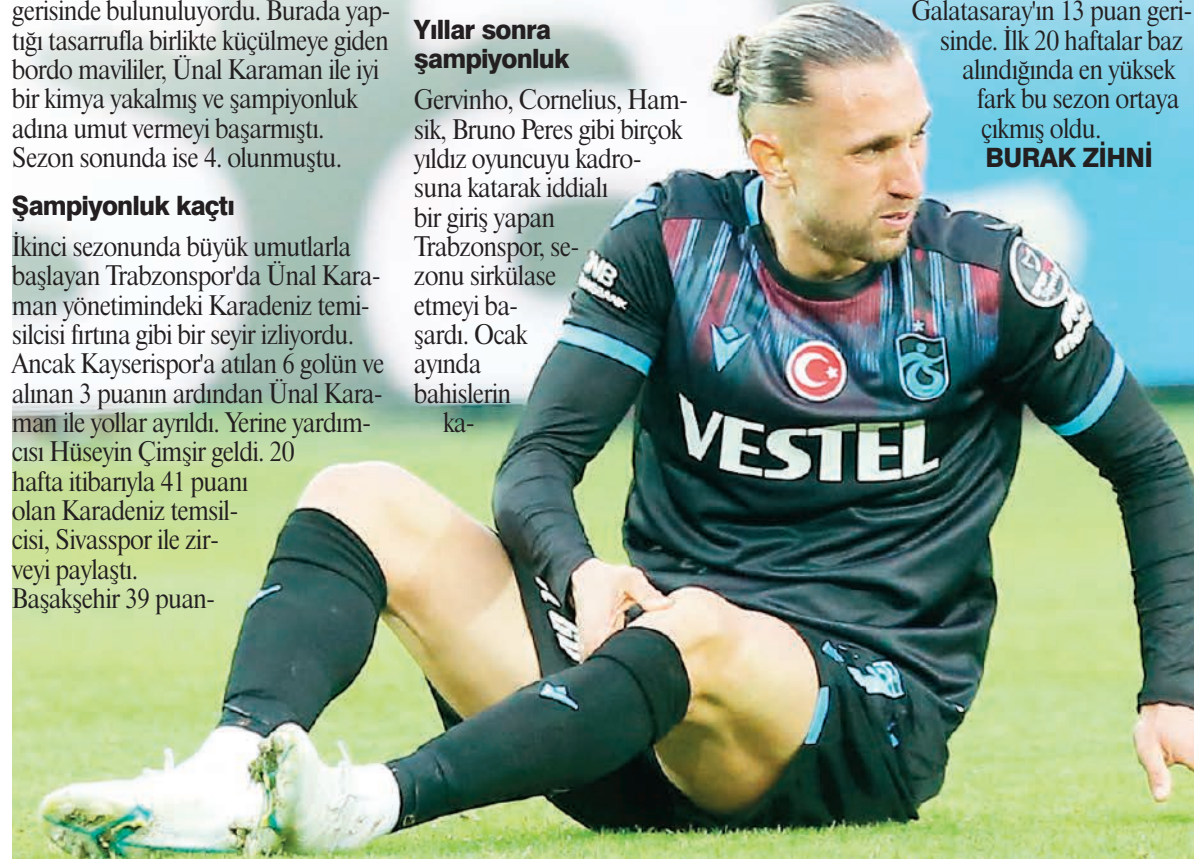 gerisinde bulunuluyordu. Burada yap-
tığı tasarrufla birlikte küçülmeye giden
bordo mavililer, Ünal Karaman ile iyi
bir kimya yakalmış ve şampiyonluk
adına umut vermeyi başarmıştı.
Sezon sonunda ise 4. olunmuştu.
Şampiyonluk kaçtı
İkinci sezonunda büyük umutlarla
başlayan Trabzonspor'da Ünal Kara-
man yönetimindeki Karadeniz temi-
silcisi fırtına gibi bir seyir izliyordu.
Ancak Kayserispor'a atılan 6 golün ve
alınan 3 puanın ardından Ünal Kara-
man ile yollar ayrıldı. Yerine yardım-
cısı Hüseyin Çimşir geldi. 20
hafta itibarıyla 41 puanı
olan Karadeniz temsil-
cisi, Sivasspor ile zir-
veyi paylaştı.
Başakşehir 39 puan-
Yıllar sonra
şampiyonluk
Gervinho, Cornelius, Ham-
sik, Bruno Peres gibi birçok
yıldız oyuncuyu kadro-
suna katarak iddialı
bir giriş yapan
Trabzonspor, se-
zonu sirkülase
etmeyi ba-
şardı. Ocak
ayında
bahislerin
ka-
Galatasaray'ın 13 puan geri-
sinde. İlk 20 haftalar baz
alındığında en yüksek
fark bu sezon ortaya
çıkmış oldu.
BURAK ZİHNİ
VESTEL